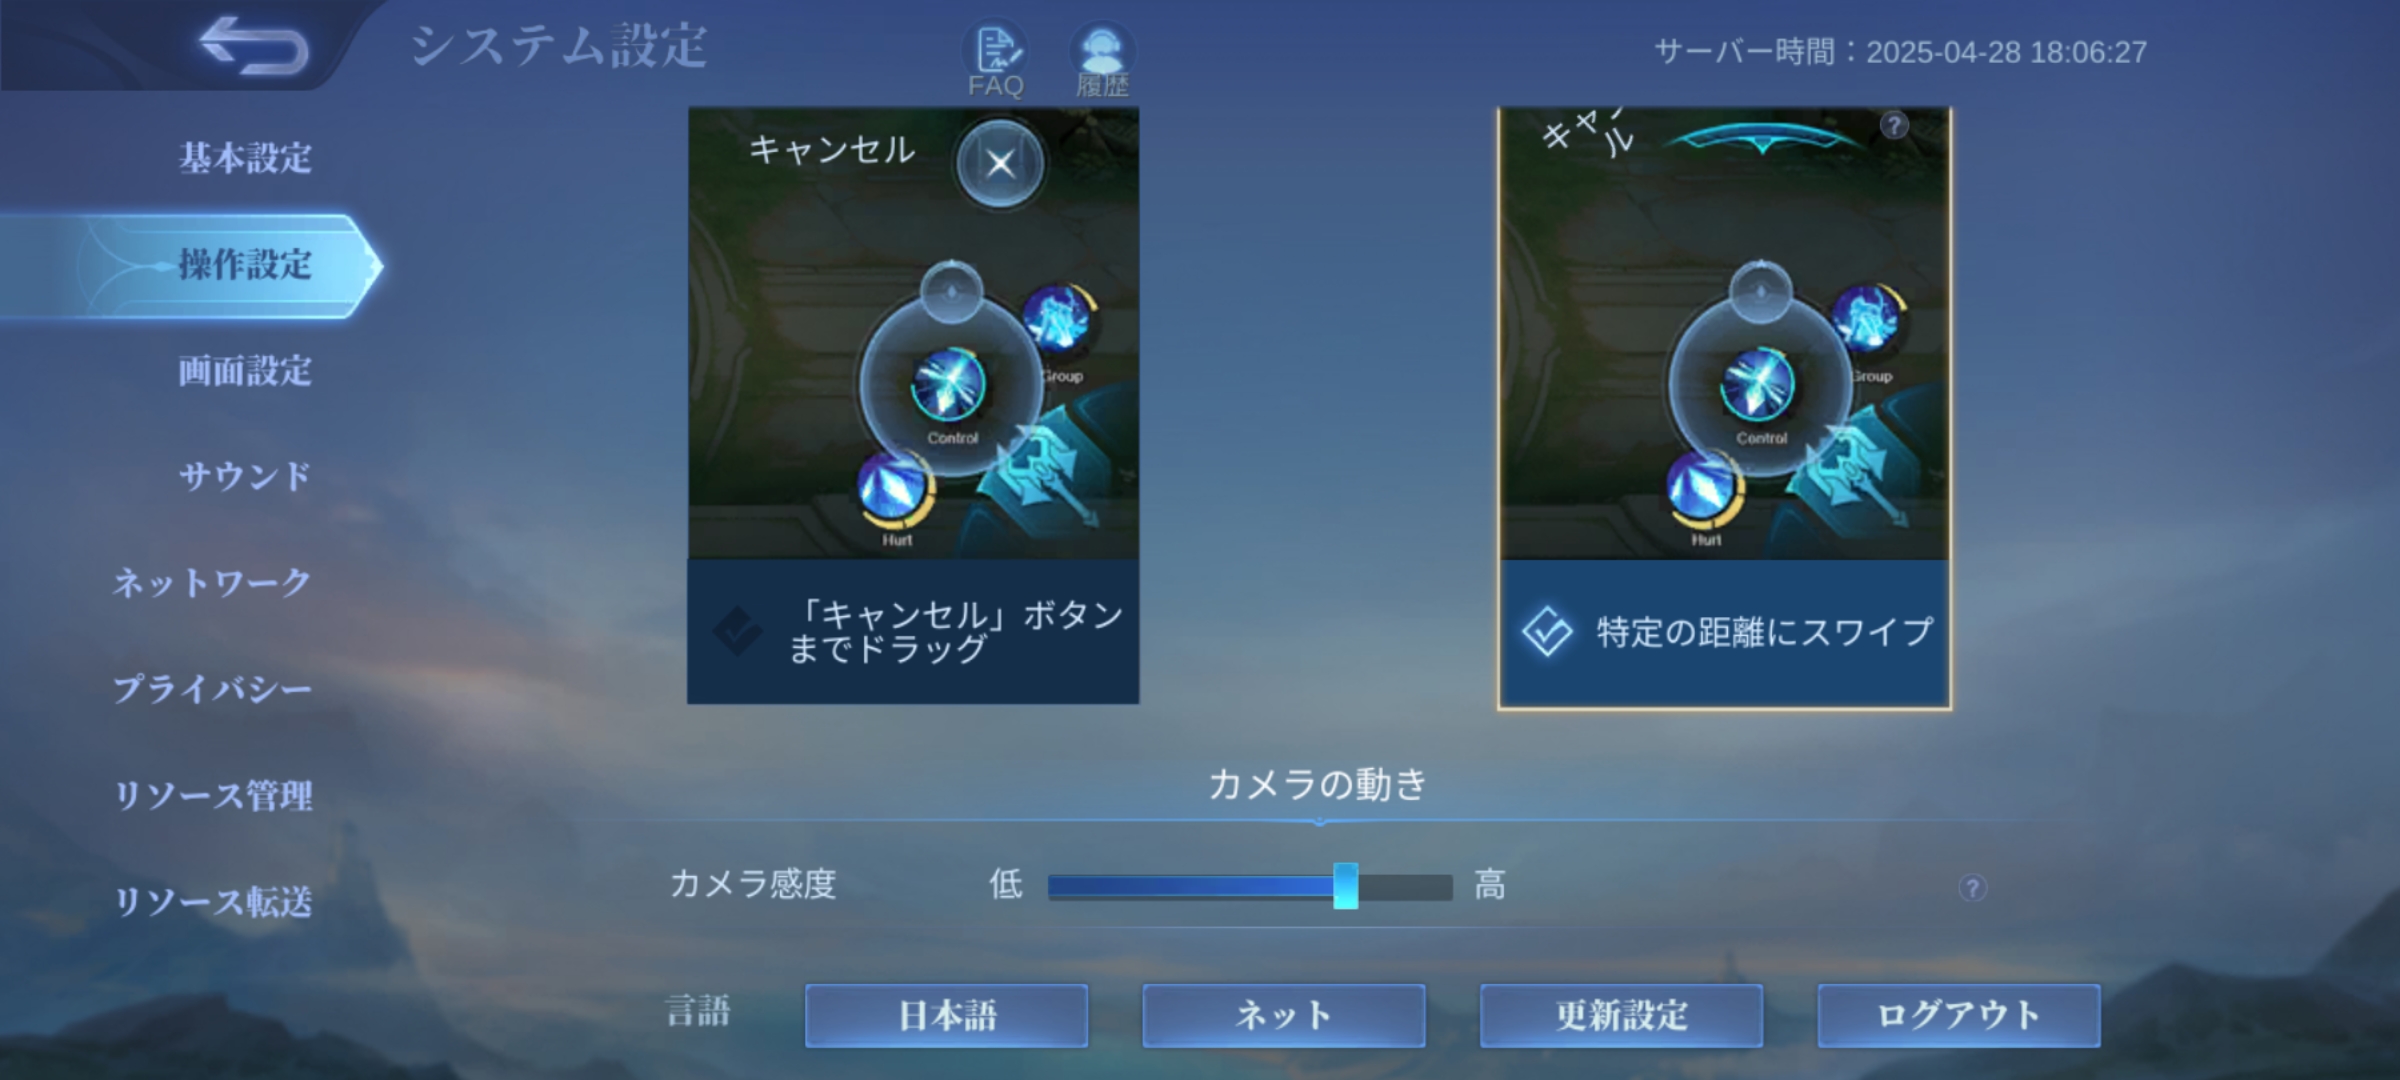 システム設定
FAQ
履歴
サーバー時間：2025-04-28 18:06:27
基本設定
操作設定
画面設定
サウンド
ネットワーク
プライバシー
リソース管理
リソース転送
キャンセル
Group
Control
Hurt
「キャンセル」ボタン
までドラッグ
?
Group
Control
Hurt
特定の距離にスワイプ
カメラの動き
カメラ感度
低
高
?
言語
日本語
ネット
更新設定
ログアウト